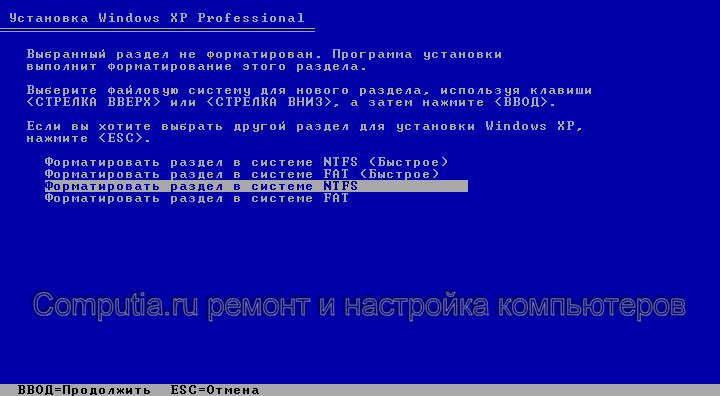 Установка Windows XP Professional
Выбранный раздел не форматирован. Программа установки
выполнит форматирование этого раздела.
Выберите файловую систему для нового раздела, используя клавиши
<СТРЕЛКА ВВЕРХ> или <СТРЕЛКА ВНИЗ>, а затем нажмите <ВВОД>.
Если вы хотите выбрать другой раздел для установки Windows XP,
нажмите <ESC>.
Форматировать раздел в системе NTFS (Быстрое)
Форматировать раздел в системе FAT (Быстрое)
Форматировать раздел в системе NTFS
Форматировать раздел в системе FAT
Computia.ru ремонт и настройка компьютеров
ВВОД=Продолжить ESC=Отмена